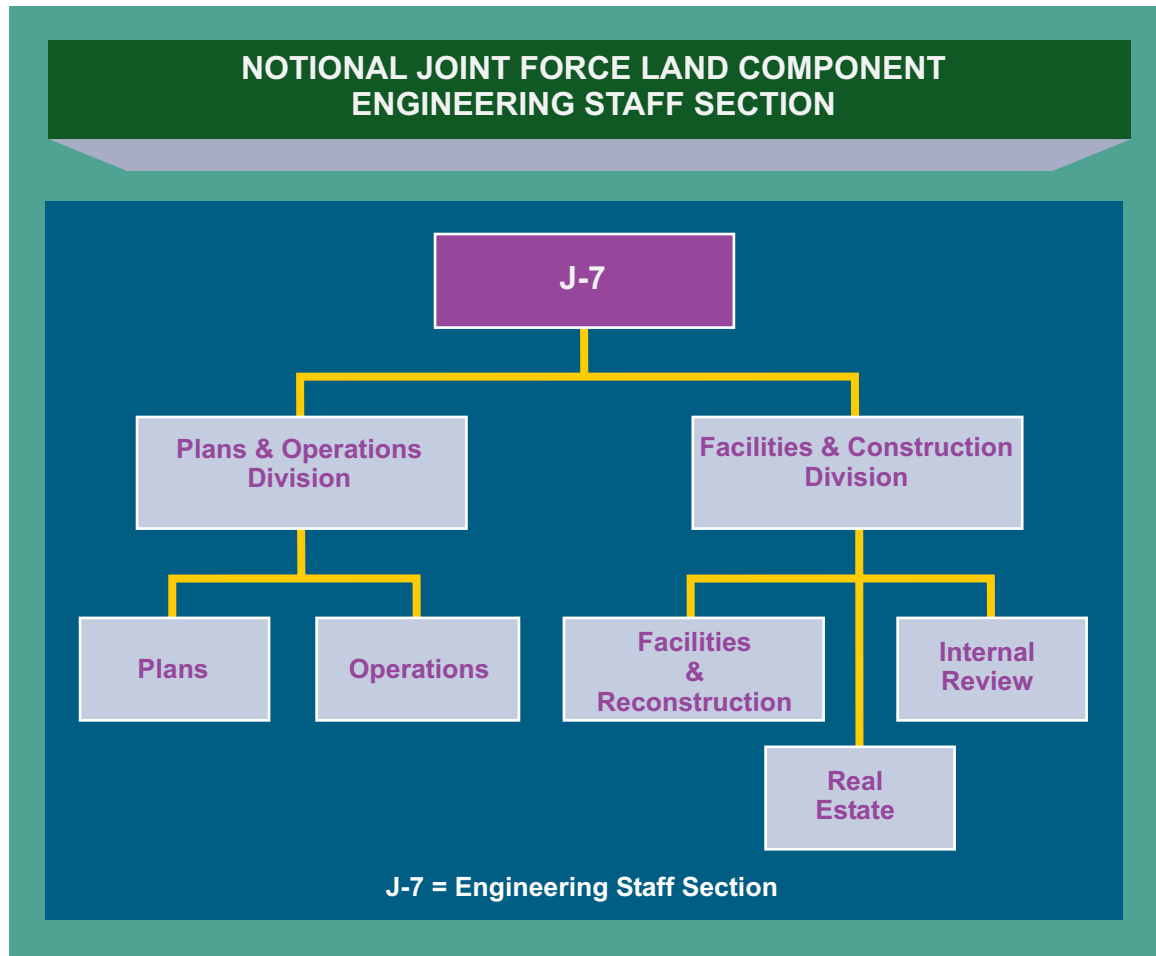 NOTIONAL JOINT FORCE LAND COMPONENT
ENGINEERING STAFF SECTION
J-7
Plans & Operations
Division
Facilities & Construction
Division
Plans
Operations
Facilities
&
Reconstruction
Internal
Review
Real
Estate
J-7 = Engineering Staff Section